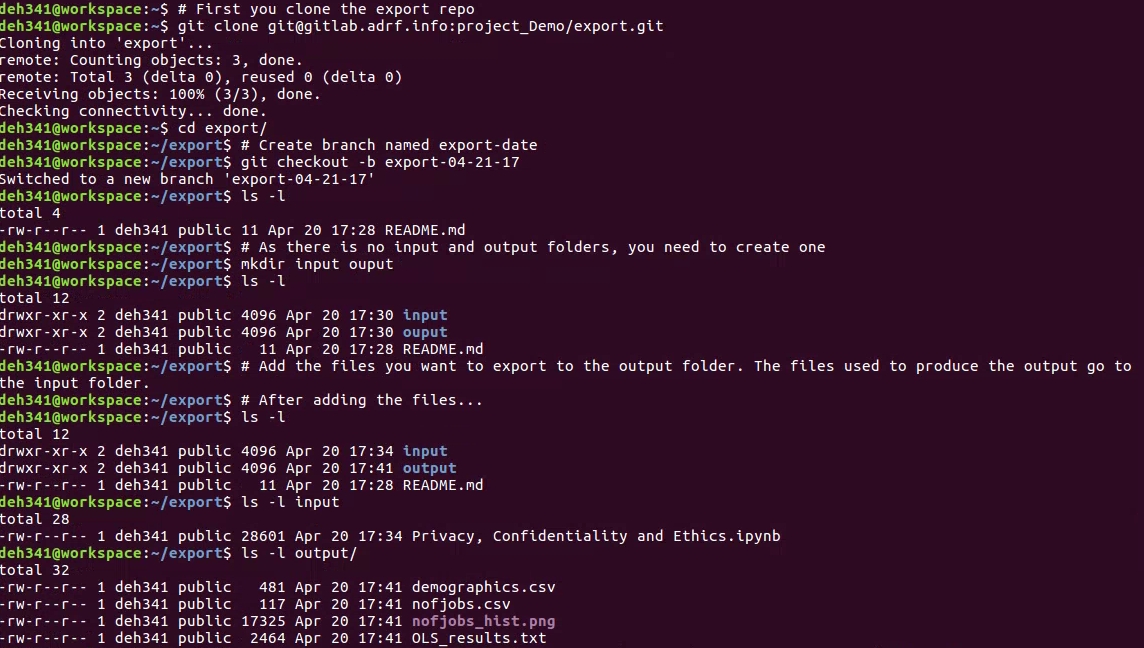 deh341@workspace:~$ # First you clone the export repo
deh341@workspace:~$ git clone git@gitlab.adrf.info:project_Demo/export.git
Cloning into 'export'...
remote: Counting objects: 3, done.
remote: Total 3 (delta 0), reused 0 (delta 0)
Receiving objects: 100% (3/3), done.
Checking connectivity... done.
deh341@workspace:~$ cd export/
deh341@workspace:~/export$ # Create branch named export-date
deh341@workspace:~/export$ git checkout -b export-04-21-17
Switched to a new branch 'export-04-21-17'
deh341@workspace:~/export$ ls -l
total 4
-rw-r--r-- 1 deh341 public 11 Apr 20 17:28 README.md
deh341@workspace:~/export$ # As there is no input and output folders, you need to create one
deh341@workspace:~/export$ mkdir input ouput
deh341@workspace:~/export$ ls -l
total 12
drwxr-xr-x 2 deh341 public 4096 Apr 20 17:30 input
drwxr-xr-x 2 deh341 public 4096 Apr 20 17:30 ouput
-rw-r--r-- 1 deh341 public   11 Apr 20 17:28 README.md
deh341@workspace:~/export$ # Add the files you want to export to the output folder. The files used to produce the output go to
the input folder.
deh341@workspace:~/export$ # After adding the files...
deh341@workspace:~/export$ ls -l
total 12
drwxr-xr-x 2 deh341 public 4096 Apr 20 17:34 input
drwxr-xr-x 2 deh341 public 4096 Apr 20 17:41 output
-rw-r--r-- 1 deh341 public   11 Apr 20 17:28 README.md
deh341@workspace:~/export$ ls -l input
total 28
-rw-r--r-- 1 deh341 public 28601 Apr 20 17:34 Privacy, Confidentiality and Ethics.ipynb
deh341@workspace:~/export$ ls -l output/
total 32
-rw-r--r-- 1 deh341 public   481 Apr 20 17:41 demographics.csv
-rw-r--r-- 1 deh341 public   117 Apr 20 17:41 nofjobs.csv
-rw-r--r-- 1 deh341 public 17325 Apr 20 17:41 nofjobs_hist.png
-rw-r--r-- 1 deh341 public  2464 Apr 20 17:41 OLS_results.txt